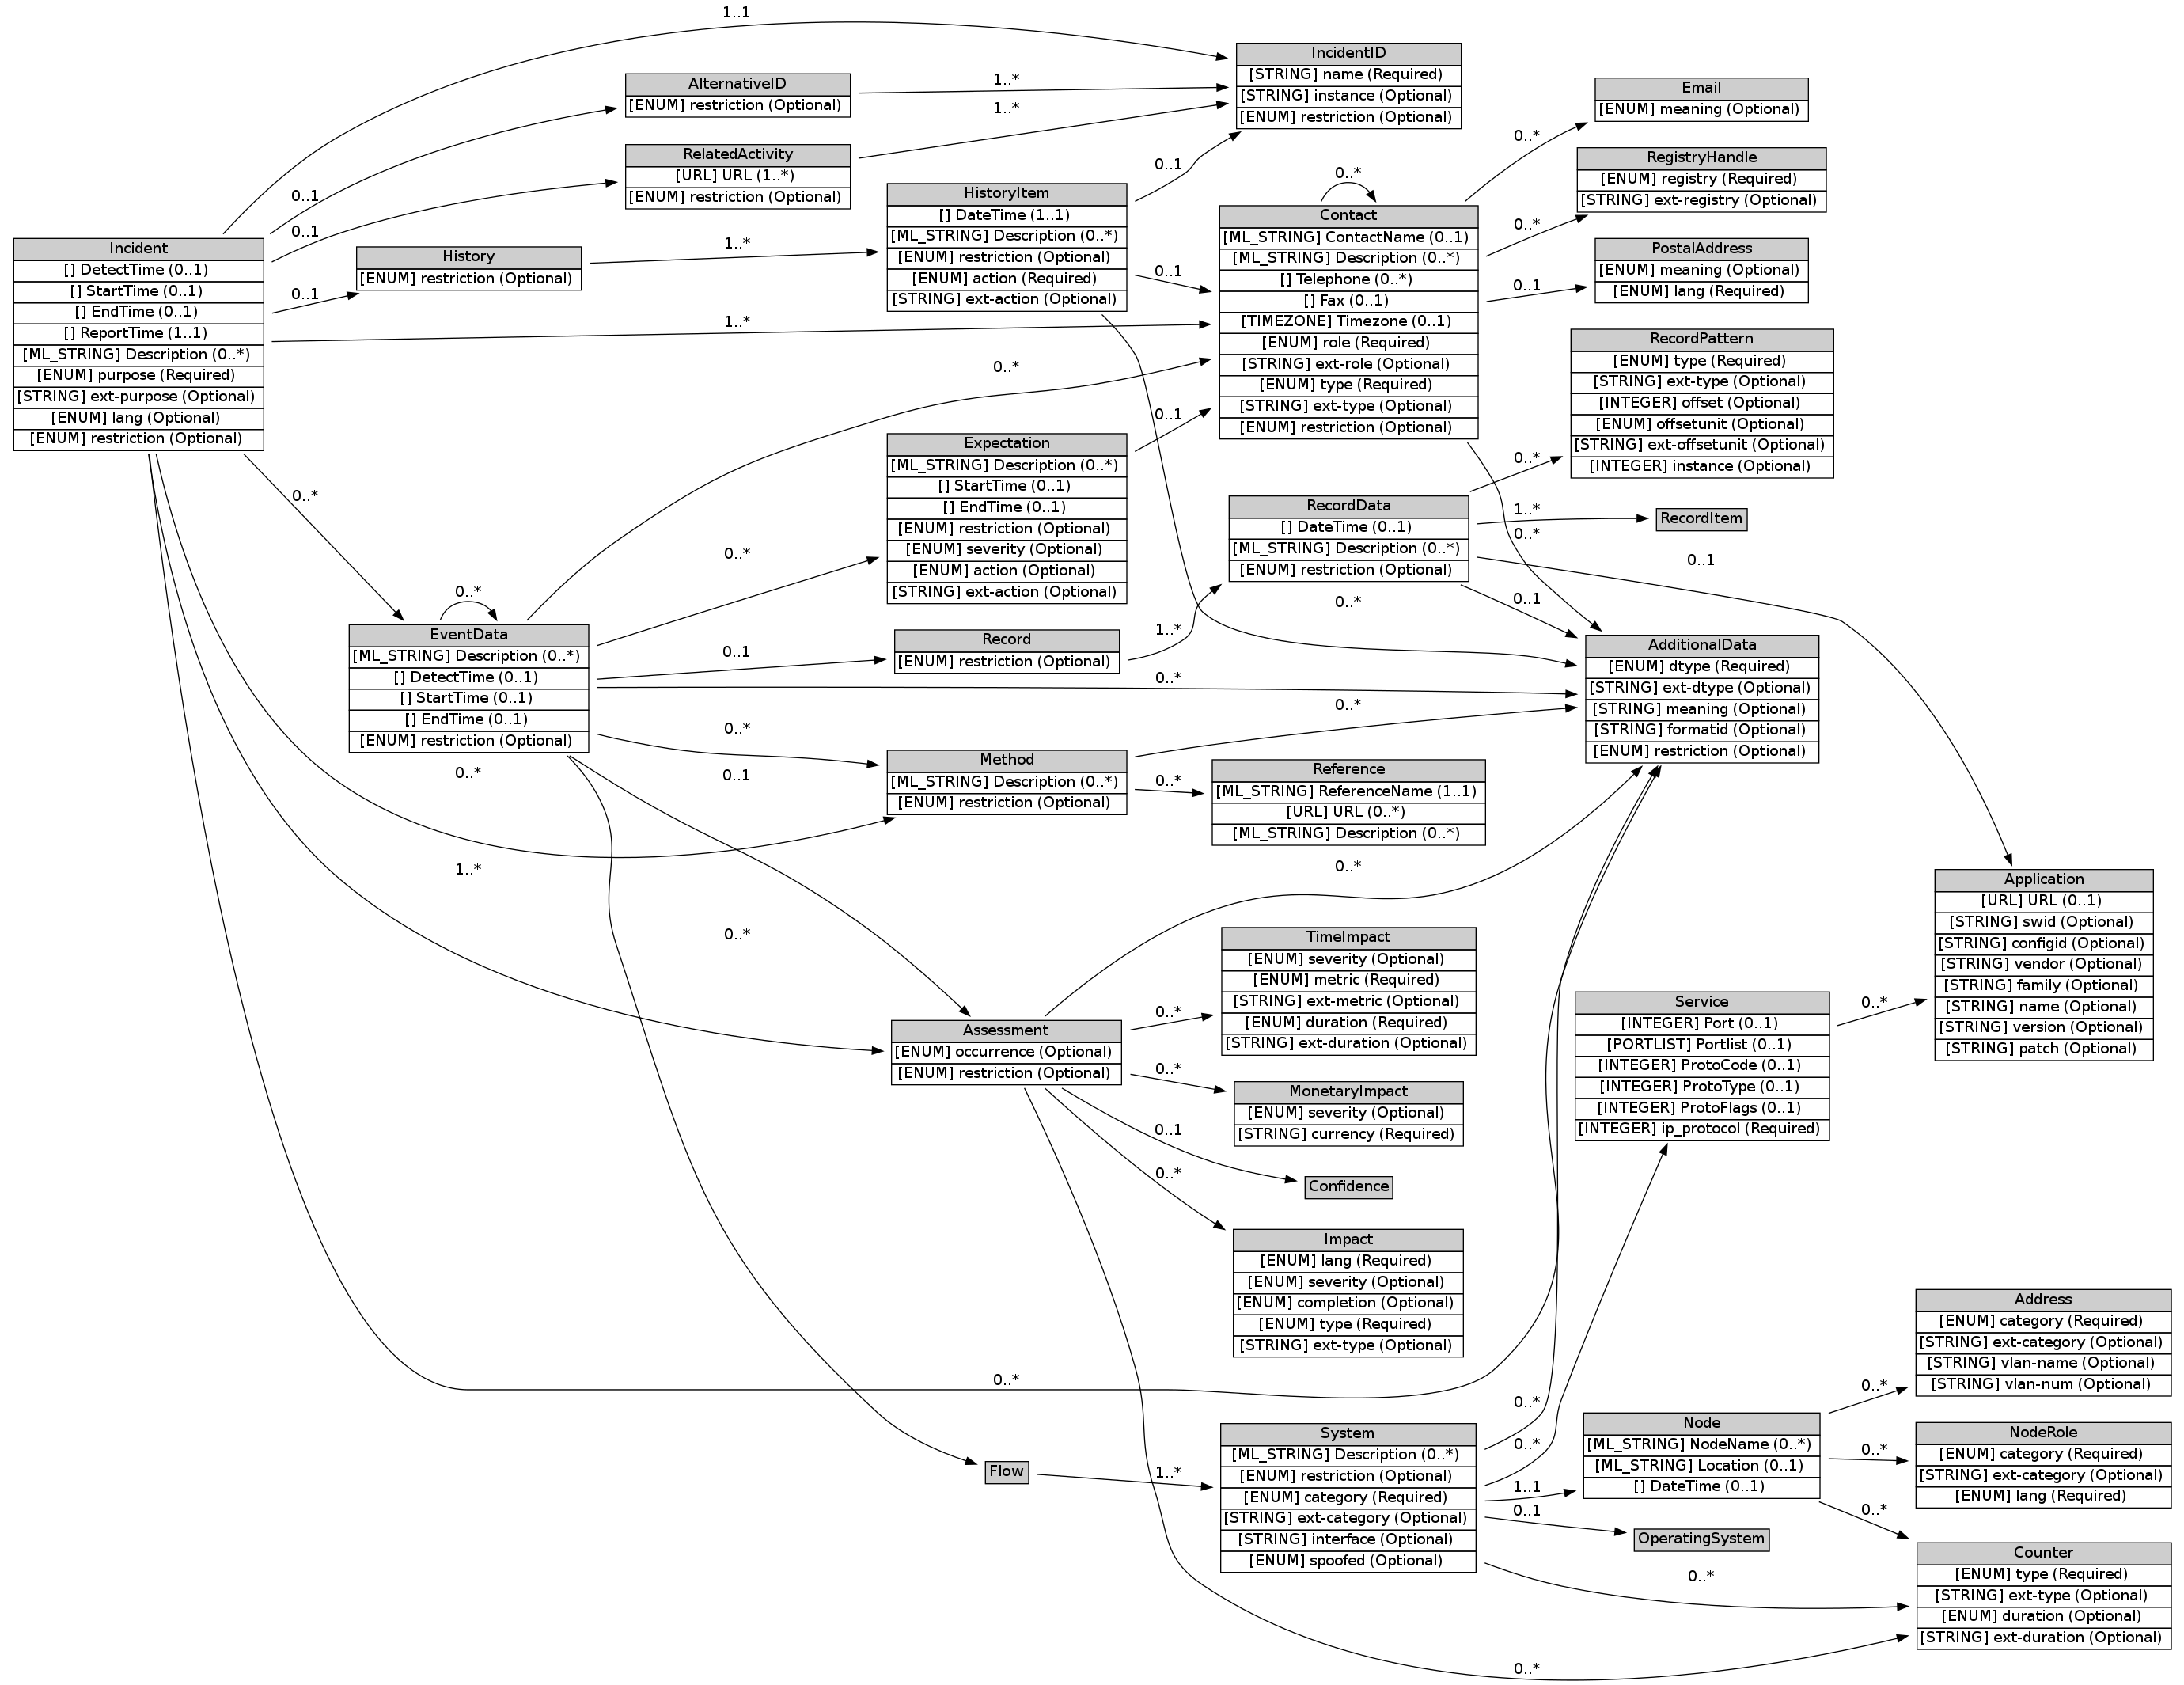 1..1
IncidentID
[STRING] name (Required)
[STRING] instance (Optional)
[ENUM] restriction (Optional)
AlternativeID
[ENUM] restriction (Optional)
1..*
1..*
Email
[ENUM] meaning (Optional)
0..*
RelatedActivity
[URL] URL (1..*)
[ENUM] restriction (Optional)
RegistryHandle
[ENUM] registry (Required)
[STRING] ext-registry (Optional)
0..1
0..1
0..1
0..1
HistoryItem
[] DateTime (1..1)
[ML_STRING] Description (0..*)
[ENUM] restriction (Optional)
[ENUM] action (Required)
[STRING] ext-action (Optional)
0..*
Contact
[ML_STRING] ContactName (0..1)
[ML_STRING] Description (0..*)
[] Telephone (0..*)
[] Fax (0..1)
[TIMEZONE] Timezone (0..1)
[ENUM] role (Required)
[STRING] ext-role (Optional)
[ENUM] type (Required)
[STRING] ext-type (Optional)
[ENUM] restriction (Optional)
0..*
0..1
PostalAddress
[ENUM] meaning (Optional)
[ENUM] lang (Required)
Incident
[] DetectTime (0..1)
[] StartTime (0..1)
[] EndTime (0..1)
[] ReportTime (1..1)
[ML_STRING] Description (0..*)
[ENUM] purpose (Required)
[STRING] ext-purpose (Optional)
[ENUM] lang (Optional)
[ENUM] restriction (Optional)
History
[ENUM] restriction (Optional)
1..*
0..1
1..*
0..*
0..1
RecordPattern
[ENUM] type (Required)
[STRING] ext-type (Optional)
[INTEGER] offset (Optional)
[ENUM] offsetunit (Optional)
[STRING] ext-offsetunit (Optional)
[INTEGER] instance (Optional)
Expectation
[ML_STRING] Description (0..*)
[] StartTime (0..1)
[] EndTime (0..1)
[ENUM] restriction (Optional)
[ENUM] severity (Optional)
[ENUM] action (Optional)
[STRING] ext-action (Optional)
0..*
0..*
RecordData
[] DateTime (0..1)
[ML_STRING] Description (0..*)
[ENUM] restriction (Optional)
1..*
RecordItem
0..*
0..1
0..*
0..*
0..*
0..1
1..*
EventData
[ML_STRING] Description (0..*)
[] DetectTime (0..1)
[] StartTime (0..1)
[] EndTime (0..1)
[ENUM] restriction (Optional)
0..1
Record
[ENUM] restriction (Optional)
0..*
AdditionalData
[ENUM] dtype (Required)
[STRING] ext-dtype (Optional)
[STRING] meaning (Optional)
[STRING] formatid (Optional)
[ENUM] restriction (Optional)
0..*
0..*
0..*
0..1
Method
[ML_STRING] Description (0..*)
[ENUM] restriction (Optional)
0..*
Reference
[ML_STRING] ReferenceName (1..1)
[URL] URL (0..*)
[ML_STRING] Description (0..*)
1..*
0..*
Application
[URL] URL (0..1)
[STRING] swid (Optional)
[STRING] configid (Optional)
[STRING] vendor (Optional)
[STRING] family (Optional)
[STRING] name (Optional)
[STRING] version (Optional)
[STRING] patch (Optional)
0..*
TimeImpact
[ENUM] severity (Optional)
[ENUM] metric (Required)
[STRING] ext-metric (Optional)
[ENUM] duration (Required)
[STRING] ext-duration (Optional)
Service
[INTEGER] Port (0..1)
[PORTLIST] Portlist (0..1)
[INTEGER] ProtoCode (0..1)
[INTEGER] ProtoType (0..1)
[INTEGER] ProtoFlags (0..1)
[INTEGER] ip_protocol (Required)
0..*
Assessment
[ENUM] occurrence (Optional)
[ENUM] restriction (Optional)
0..*
0..*
MonetaryImpact
[ENUM] severity (Optional)
[STRING] currency (Required)
0..1
0..*
Confidence
Impact
[ENUM] lang (Required)
[ENUM] severity (Optional)
[ENUM] completion (Optional)
[ENUM] type (Required)
[STRING] ext-type (Optional)
Address
[ENUM] category (Required)
[STRING] ext-category (Optional)
[STRING] vlan-name (Optional)
[STRING] vlan-num (Optional)
0..*
0..*
0..*
0..*
System
[ML_STRING] Description (0..*)
[ENUM] restriction (Optional)
[ENUM] category (Required)
[STRING] ext-category (Optional)
[STRING] interface (Optional)
[ENUM] spoofed (Optional)
Node
[ML_STRING] NodeName (0..*)
[ML_STRING] Location (0..1)
[] DateTime (0..1)
0..*
NodeRole
[ENUM] category (Required)
[STRING] ext-category (Optional)
[ENUM] lang (Required)
Flow
1..*
1..1
0..1
0..*
OperatingSystem
Counter
[ENUM] type (Required)
[STRING] ext-type (Optional)
[ENUM] duration (Optional)
[STRING] ext-duration (Optional)
0..*
0..*